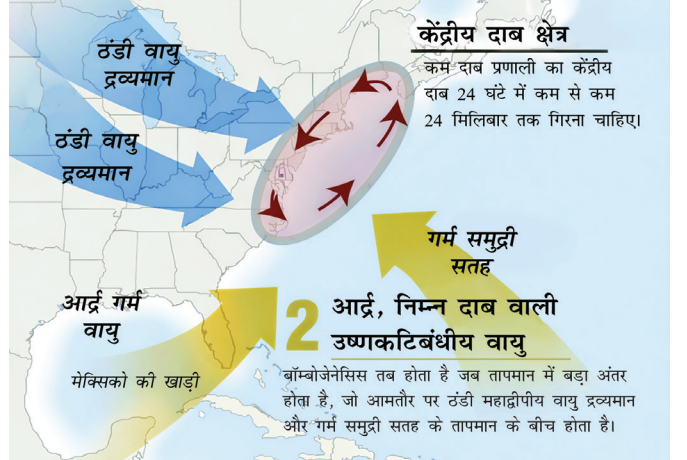 ठंडी वायु
द्रव्यमान
केंद्रीय दाब क्षेत्र
कम दाब प्रणाली का केंद्रीय
दाब 24 घंटे में कम से कम
24 मिलिबार तक गिरना चाहिए।
ठंडी वायु
द्रव्यमान
गर्म समुद्री
सतह
आर्द्र गर्म
वायु
मेक्सिको की खाड़ी
2
आर्द्र, निम्न दाब वाली
उष्णकटिबंधीय वायु
बॉम्बोजेनेसिस तब होता है जब तापमान में बड़ा अंतर
होता है, जो आमतौर पर ठंडी महाद्वीपीय वायु द्रव्यमान
और गर्म समुद्री सतह के तापमान के बीच होता है।